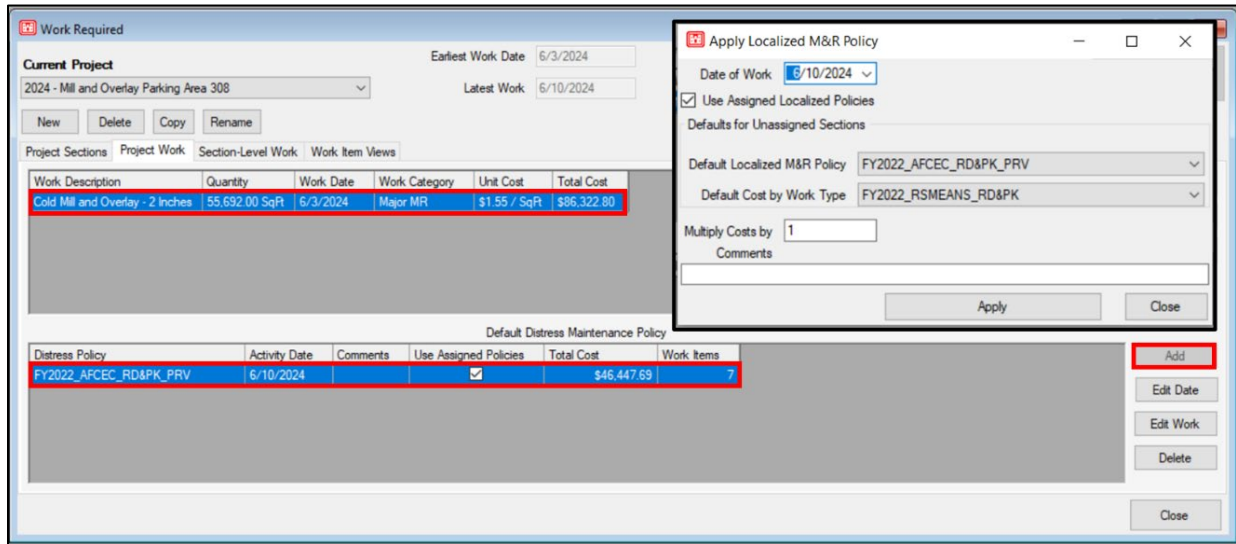 Work Required
Current Project
Earliest Work Date 6/3/2024
2024 - Mill and Overlay Parking Area 308
Latest Work 6/10/2024
New Delete Copy Rename
Project Sections Project Work Section-Level Work Work Item Views
Work Description Quantity Work Date Work Category Unit Cost Total Cost
Cold Mill and Overlay - 2 Inches 55,692.00 SqFt 6/3/2024 Major MR $1.55 / SqFt $86,322.80
Apply Localized M&R Policy
Date of Work 6/10/2024
Use Assigned Localized Policies
Defaults for Unassigned Sections
Default Localized M&R Policy FY2022_AFCEC_RD&PK_PRV
Default Cost by Work Type FY2022_RSMEANS_RD&PK
Multiply Costs by 1
Comments
Apply Close
Default Distress Maintenance Policy
Distress Policy Activity Date Comments Use Assigned Policies Total Cost Work Items
FY2022_AFCEC_RD&PK_PRV 6/10/2024 $46,447.69 7
Add
Edit Date
Edit Work
Delete
Close